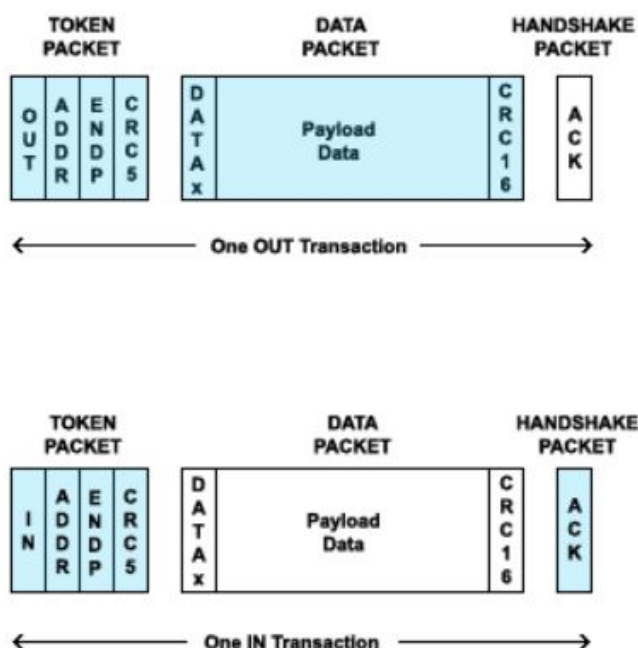 TOKEN PACKET
DATA PACKET
HANDSHAKE PACKET
OUT
ADDR
ENDP
CRC5
DATAx
Payload
Data
CRC16
ACK
One OUT Transaction
TOKEN PACKET
DATA PACKET
HANDSHAKE PACKET
IN
ADDR
ENDP
CRC5
DATAx
Payload
Data
CRC16
ACK
One IN Transaction